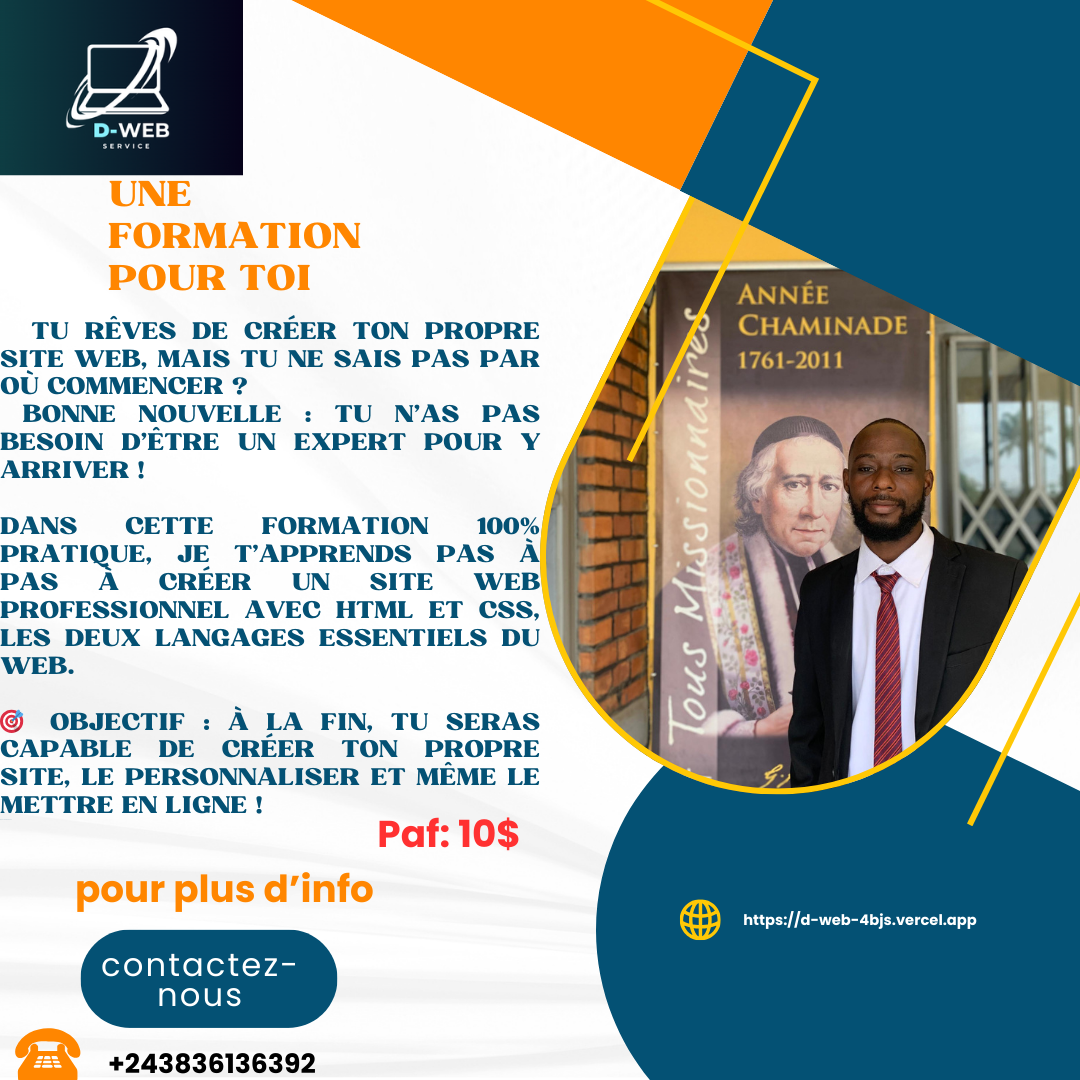 D-WEB
SERVICE
UNE
FORMATION
POUR TOI
TU RÊVES DE CRÉER TON PROPRE
SITE WEB, MAIS TU NE SAIS PAS PAR
OÙ COMMENCER ?
BONNE NOUVELLE : TU N'AS PAS
BESOIN D'ÊTRE UN EXPERT POUR Y
ARRIVER !
DANS CETTE FORMATION 100%
PRATIQUE, JE T'APPRENDS PAS À
PAS À CRÉER UN SITE WEB
PROFESSIONNEL AVEC HTML ET CSS,
LES DEUX LANGAGES ESSENTIELS DU
WEB.
🎯 OBJECTIF : À LA FIN, TU SERAS
CAPABLE DE CRÉER TON PROPRE
SITE, LE PERSONNALISER ET MÊME LE
METTRE EN LIGNE !
Paf: 10$
pour plus d'info
contactez-
nous
+243836136392
ANNÉE
CHAMINADE
1761-2011
Tous Missionnaires
https://d-web-4bjs.vercel.app